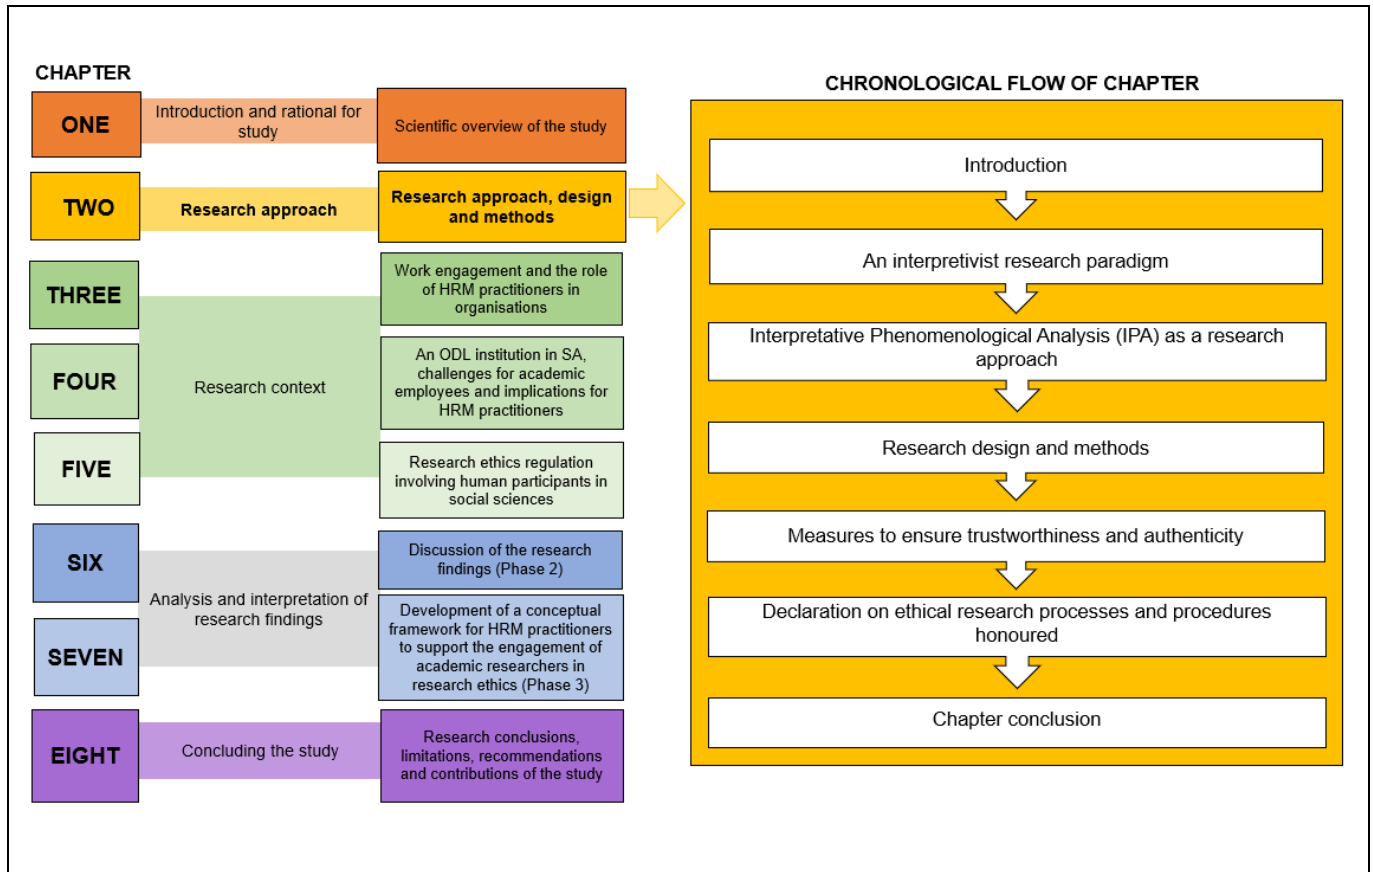 CHAPTER
ONE
Introduction and rational for
study
Scientific overview of the study
TWO
Research approach
Research approach, design
and methods
THREE
FOUR
FIVE
Research context
Work engagement and the role
of HRM practitioners in
organisations
An ODL institution in SA,
challenges for academic
employees and implications for
HRM practitioners
Research ethics regulation
involving human participants in
social sciences
SIX
SEVEN
Analysis and interpretation of
research findings
Discussion of the research
findings (Phase 2)
Development of a conceptual
framework for HRM practitioners
to support the engagement of
academic researchers in
research ethics (Phase 3)
EIGHT
Concluding the study
Research conclusions,
limitations, recommendations
and contributions of the study
CHRONOLOGICAL FLOW OF CHAPTER
Introduction
An interpretivist research paradigm
Interpretative Phenomenological Analysis (IPA) as a research
approach
Research design and methods
Measures to ensure trustworthiness and authenticity
Declaration on ethical research processes and procedures
honoured
Chapter conclusion